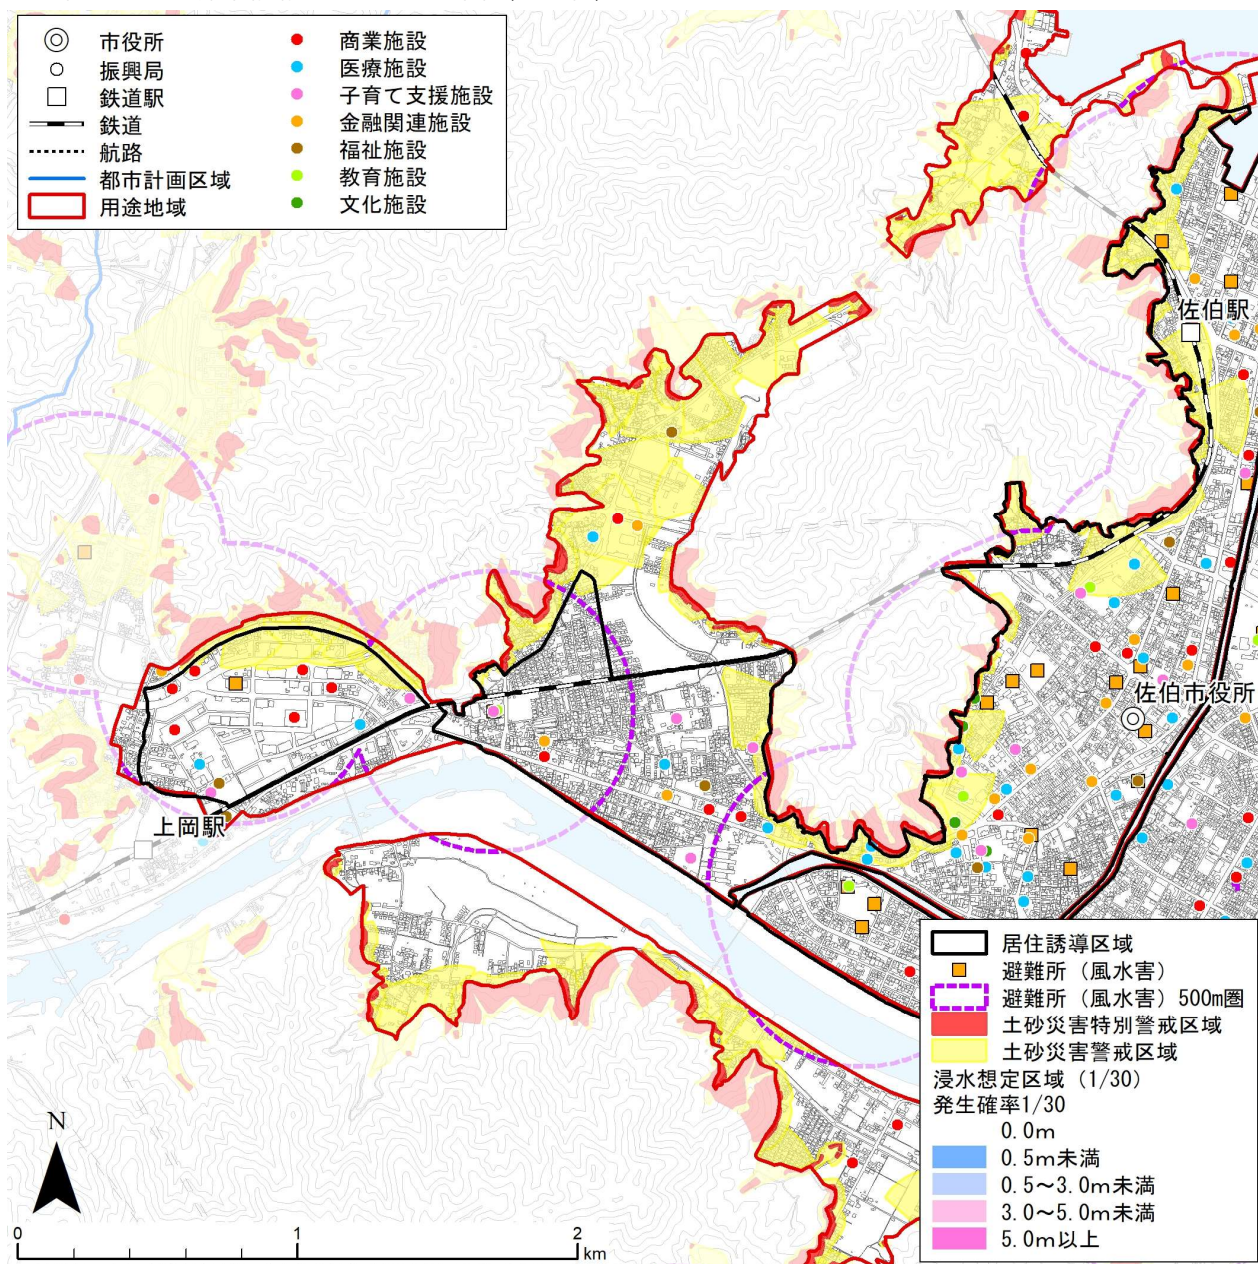 市役所
振興局
鉄道駅
鉄道
航路
都市計画区域
用途地域
商業施設
医療施設
子育て支援施設
金融関連施設
福祉施設
教育施設
文化施設
佐伯駅
佐伯市役所
上岡駅
居住誘導区域
避難所（風水害）
避難所（風水害）500m圏
土砂災害特別警戒区域
土砂災害警戒区域
浸水想定区域（1/30）
発生確率1/30
0.0m
0.5m未満
0.5～3.0m未満
3.0～5.0m未満
5.0m以上
N
0 1 2
km